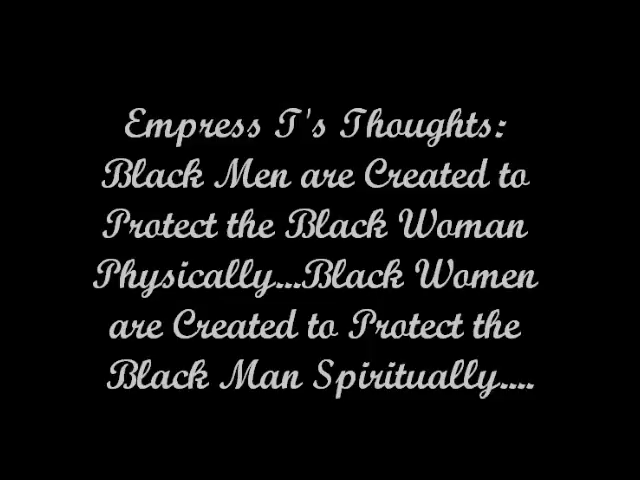 Empress T's Thoughts:
Black Men are Created to
Protect the Black Woman
Physically...Black Women
are Created to Protect the
Black Man Spiritually....